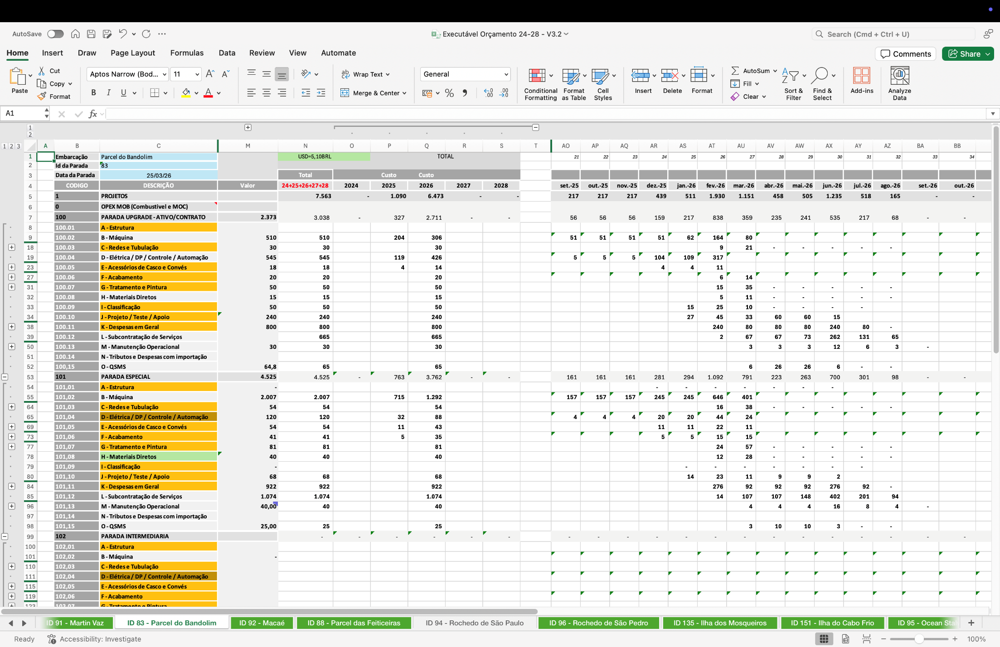 AutoSave
Executável Orçamento 24-28 - V3.2
Search (Cmd + Ctrl + U)
Home Insert Draw Page Layout Formulas Data Review View Automate
Comments Share
Paste Cut Copy Format
Aptos Narrow (Bod... 11
Wrap Text
Merge & Center
General
Conditional Formatting Format as Table Cell Styles
Insert Delete Format
AutoSum Fill Clear
Sort & Filter Find & Select
Add-ins Analyze Data
A1 fx
1
2
1 2 3 A B C M N O P Q R S T AO AP AQ AR AS AT AU AV AW AX AY AZ BA BB
1 Embarcação Parcel do Bandolim USD=5,10BRL TOTAL 21 22 23 24 25 26 27 28 29 30 31 32 33 34
2 Id da Parada 83
3 Data da Parada 25/03/26 Total Custo Custo
4 CODIGO DESCRIÇÃO Valor 24+25+26+27+28 2024 2025 2026 2027 2028 set.-25 out.-25 nov.-25 dez.-25 jan.-26 fev.-26 mar.-26 abr.-26 mai.-26 jun.-26 jul.-26 ago.-26 set.-26 out.-26
5 1 PROJETOS 7.563 - 1.090 6.473 - - 217 217 217 439 511 1.930 1.151 458 505 1.235 518 165 - -
6 0 OPEX MOB (Combustivel e MOC)
7 100 PARADA UPGRADE - ATIVO/CONTRATO 2.373 3.038 - 327 2.711 - - 56 56 56 159 217 838 359 235 241 535 217 68 - -
8 100.01 A - Estrutura
9 100.02 B - Máquina 510 510 204 306 51 51 51 51 62 164 80
18 100.03 C - Redes e Tubulação 30 30 30 9 21 - - - - -
19 100.04 D - Elétrica / DP / Controle / Automação 545 545 119 426 5 5 5 104 109 317
23 100.05 E - Acessórios de Casco e Convés 18 18 4 14 4 4 11
27 100.06 F - Acabamento 20 20 20 6 14
31 100.07 G - Tratamento e Pintura 50 50 50 15 35 - - - - -
32 100.08 H - Materiais Diretos 15 15 15 5 11 - - - - -
33 100.09 I - Classificação 50 50 50 15 25 10 - - - -
34 100.10 J - Projeto / Teste / Apoio 240 240 240 27 45 33 60 60 15
38 100.11 K - Despesas em Geral 800 800 800 240 80 80 80 240 80 -
39 100.12 L - Subcontratação de Serviços 665 665 2 67 67 73 262 131 65
50 100.13 M - Manutenção Operacional 30 30 30 3 3 3 12 6 3 -
51 100.14 N - Tributos e Despesas com importação
52 100,15 O - QSMS 64,8 65 65 6 26 26 6 - -
53 101 PARADA ESPECIAL 4.525 4.525 - 763 3.762 - - 161 161 161 281 294 1.092 791 223 263 700 301 98 - -
54 101,01 A - Estrutura - - - - - - - -
55 101,02 B - Máquina 2.007 2.007 715 1.292 157 157 157 245 245 646 401
64 101,03 C - Redes e Tubulação 54 54 54 16 38 - - - - -
65 101,04 D - Elétrica / DP / Controle / Automação 120 120 32 88 4 4 4 20 20 44 24
69 101,05 E - Acessórios de Casco e Convés 54 54 11 43 11 11 22 11
73 101,06 F - Acabamento 41 41 5 35 5 5 15 15
77 101,07 G - Tratamento e Pintura 81 81 81 24 57 - - - - -
78 101,08 H - Materiais Diretos 40 40 40 12 28 - - - - -
79 101,09 I - Classificação - - - - - - - -
80 101,10 J - Projeto / Teste / Apoio 68 68 68 14 23 11 9 9 2
84 101,11 K - Despesas em Geral 922 922 922 276 92 92 92 276 92 -
85 101,12 L - Subcontratação de Serviços 1.074 1.074 1.074 14 107 107 148 402 201 94
96 101,13 M - Manutenção Operacional 40,00 40 40 4 4 4 16 8 4 -
97 101,14 N - Tributos e Despesas com importação
98 101,15 O - QSMS 25,00 25 25 3 10 10 3 - -
99 102 PARADA INTERMEDIARIA - - - - - - - - - - - - - - - - - - - -
100 102,01 A - Estrutura
101 102,02 B - Máquina -
110 102,03 C - Redes e Tubulação
111 102,04 D - Elétrica / DP / Controle / Automação
115 102,05 E - Acessórios de Casco e Convés
119 102,06 F - Acabamento
123 102,07 G - Tratamento e Pintura
ID 91 - Martin Vaz ID 83 - Parcel do Bandolim ID 92 - Macaé ID 88 - Parcel das Feiticeiras ID 94 - Rochedo de São Paulo ID 96 - Rochedo de São Pedro ID 135 - Ilha dos Mosqueiros ID 151 - Ilha do Cabo Frio ID 95 - Ocean
Ready Accessibility: Investigate 100%